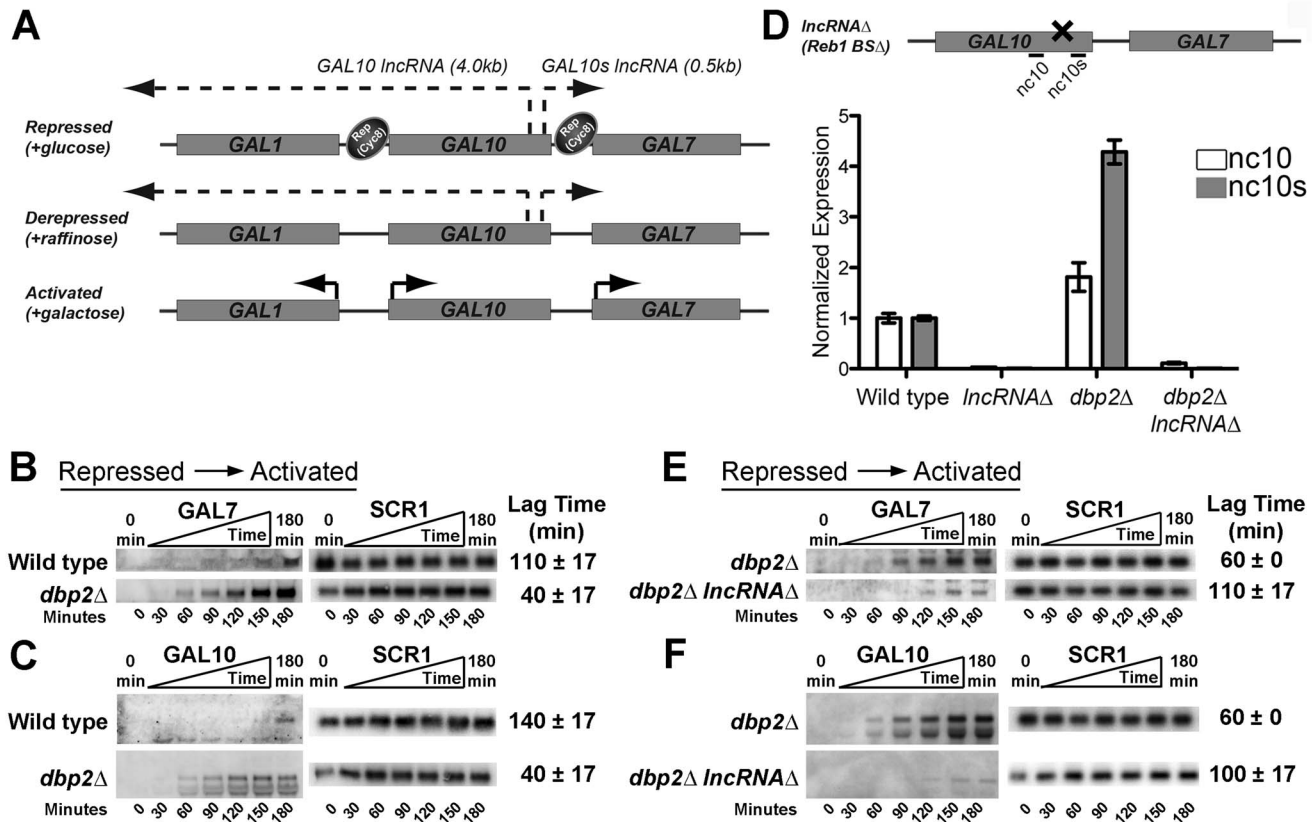 A
GAL10 lncRNA (4.0kb)
GAL10s lncRNA (0.5kb)
Repressed
(+glucose)
Rep
(Cyc8)
Rep
(Cyc8)
GAL1
GAL10
GAL7
Derepressed
(+raffinose)
GAL1
GAL10
GAL7
Activated
(+galactose)
GAL1
GAL10
GAL7
D
lncRNAΔ
(Reb1 BSΔ)
GAL10
GAL7
nc10
nc10s
Normalized Expression
5
4
3
2
1
0
nc10
nc10s
Wild type
lncRNAΔ
dbp2Δ
dbp2Δ
lncRNAΔ
B
Repressed → Activated
0
min
GAL7
Time
180
min
SCR1
Time
180
min
Lag Time
(min)
Wild type
110 ± 17
dbp2Δ
40 ± 17
Minutes
0 30 60 90 120 150 180
0 30 60 90 120 150 180
C
0
min
GAL10
Time
180
min
SCR1
Time
180
min
Wild type
140 ± 17
dbp2Δ
40 ± 17
Minutes
0 30 60 90 120 150 180
0 30 60 90 120 150 180
E
Repressed → Activated
0
min
GAL7
Time
180
min
SCR1
Time
180
min
Lag Time
(min)
dbp2Δ
60 ± 0
dbp2Δ lncRNAΔ
110 ± 17
Minutes
0 30 60 90 120 150 180
0 30 60 90 120 150 180
F
0
min
GAL10
Time
180
min
SCR1
Time
180
min
dbp2Δ
60 ± 0
dbp2Δ lncRNAΔ
100 ± 17
Minutes
0 30 60 90 120 150 180
0 30 60 90 120 150 180